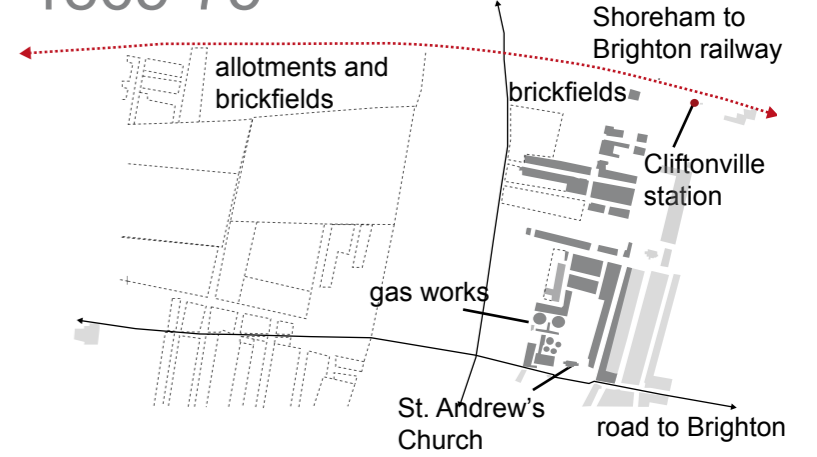 Shoreham to
Brighton railway
allotments and
brickfields
brickfields
Cliftonville
station
gas works
St. Andrew's
Church
road to Brighton